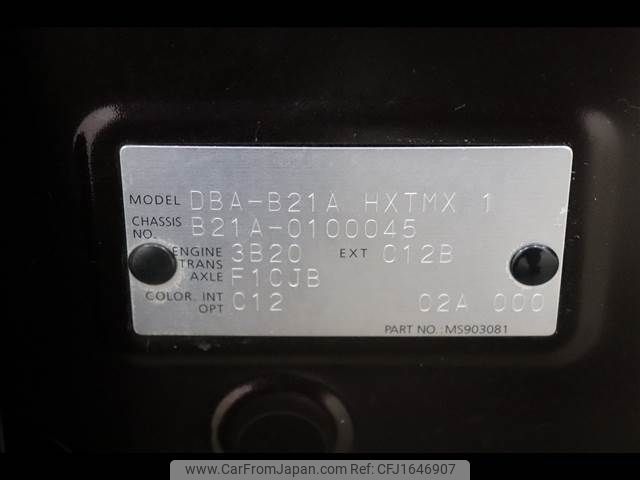 MODEL DBA-B21A HXTMX 1
CHASSIS NO. B21A-0100045
ENGINE 3B20 EXT C12B
TRANS AXLE F1CJB
COLOR. INT C12
OPT 02A 000
PART NO.: MS903081
www.CarFromJapan.com CFJ1646907